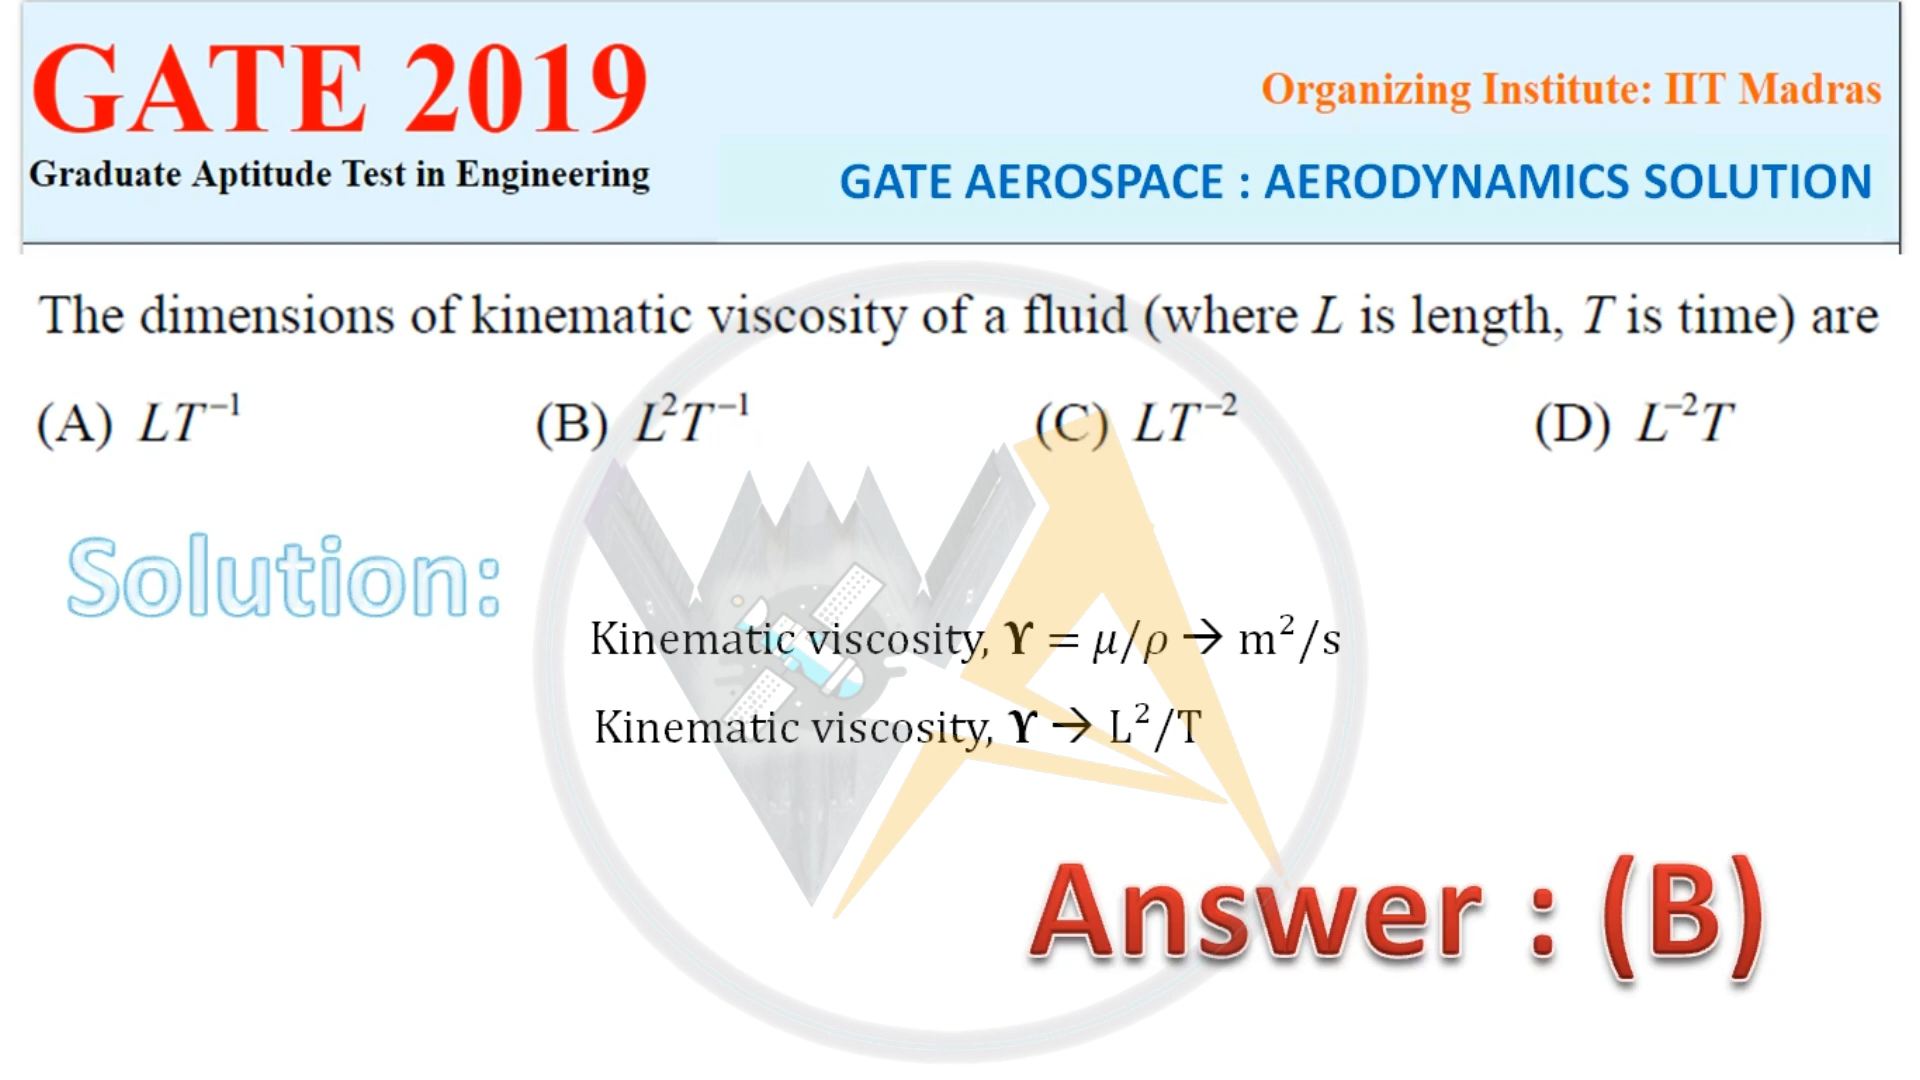 GATE 2019
Organizing Institute: IIT Madras
Graduate Aptitude Test in Engineering
GATE AEROSPACE : AERODYNAMICS SOLUTION
The dimensions of kinematic viscosity of a fluid (where L is length, T is time) are
(A) LT⁻¹ (B) L²T⁻¹ (C) LT⁻² (D) L⁻²T
Solution:
Kinematic viscosity, ϒ = μ/ρ → m²/s
Kinematic viscosity, ϒ → L²/T
Answer : (B)